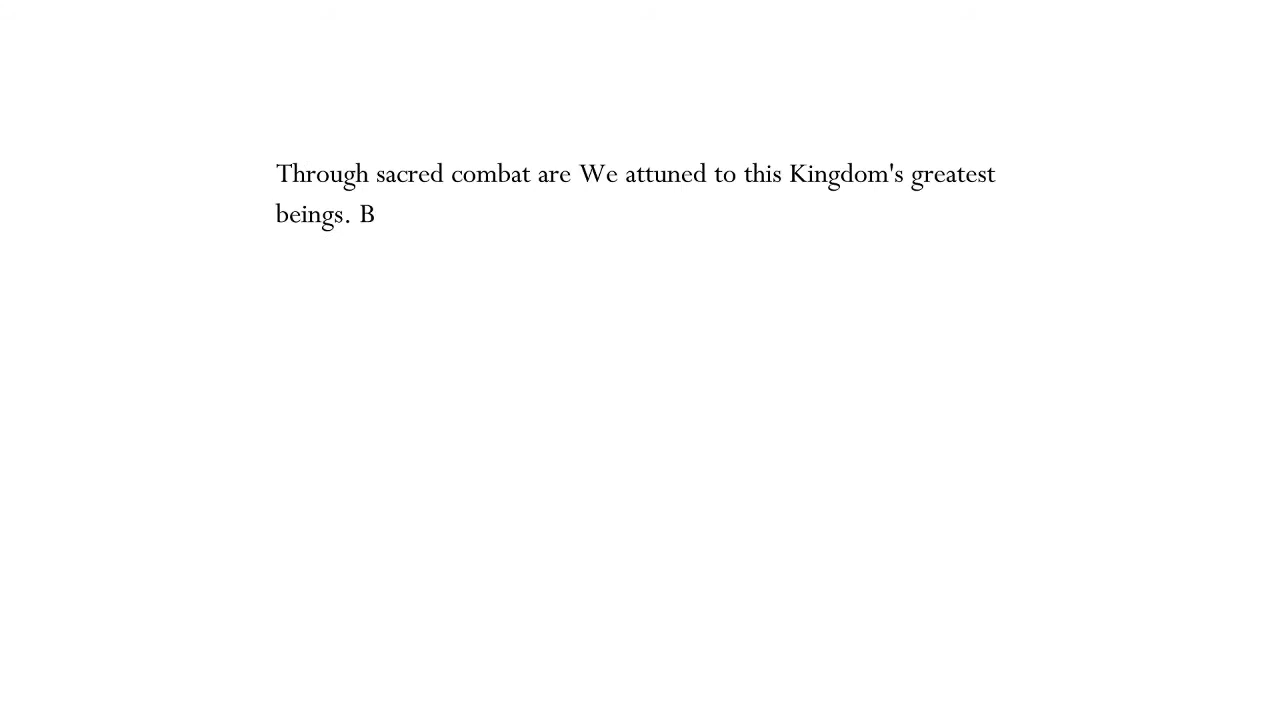 Through sacred combat are We attuned to this Kingdom's greatest
beings. B